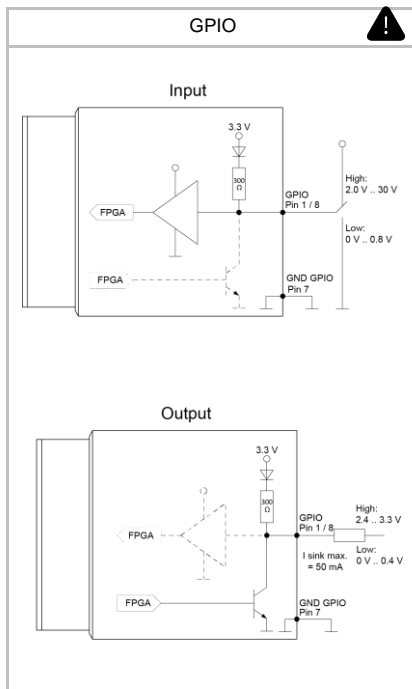 GPIO
Input
3.3 V
300
Ω
FPGA
GPIO
Pin 1 / 8
High:
2.0 V .. 30 V
Low:
0 V .. 0.8 V
FPGA
GND GPIO
Pin 7
Output
3.3 V
300
Ω
GPIO
Pin 1 / 8
High:
2.4 .. 3.3 V
FPGA
I sink max.
= 50 mA
Low:
0 V .. 0.4 V
FPGA
GND GPIO
Pin 7